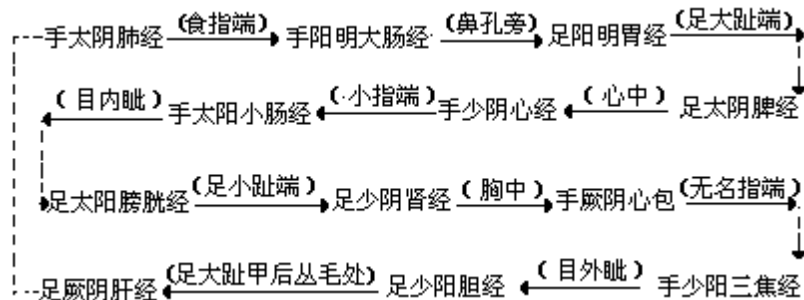 手太阴肺经 (食指端) 手阳明大肠经 (鼻孔旁) 足阳明胃经 (足大趾端)
(目内眦) 手太阳小肠经 (小指端) 手少阴心经 (心中) 足太阴脾经
足太阳膀胱经 (足小趾端) 足少阴肾经 (胸中) 手厥阴心包 (无名指端)
足厥阴肝经 (足大趾甲后丛毛处) 足少阳胆经 (目外眦) 手少阳三焦经